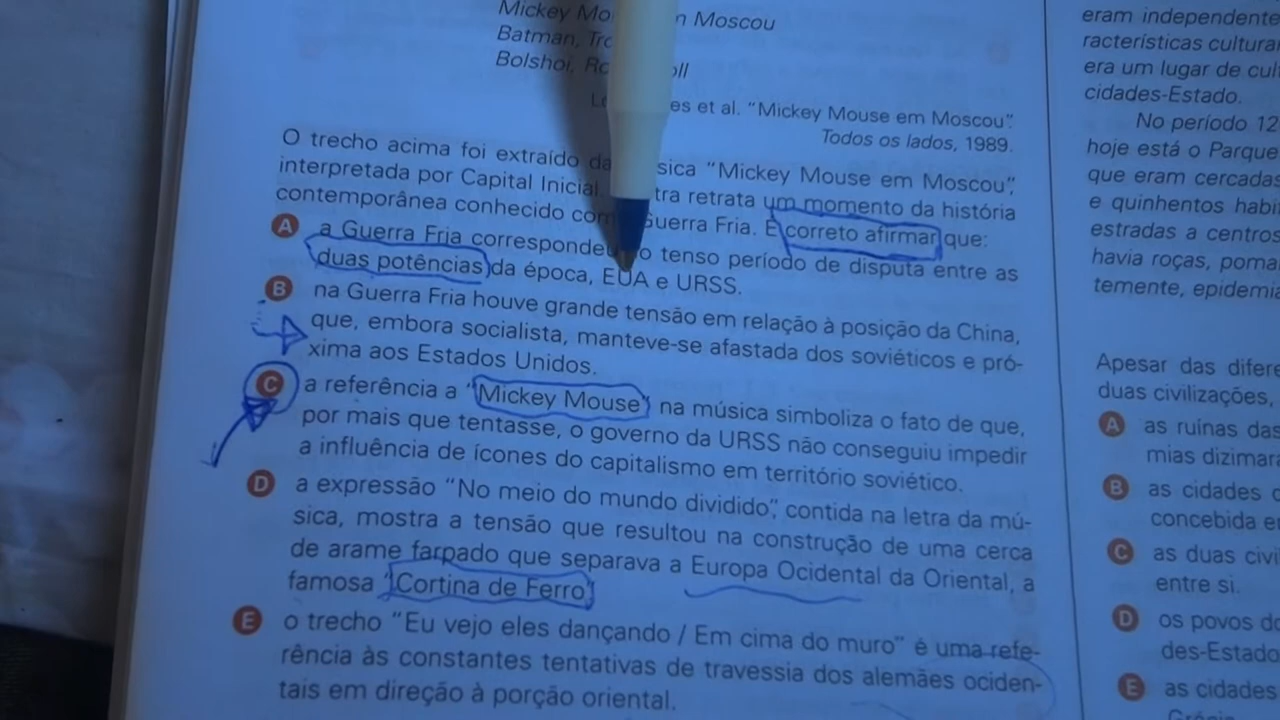 Mickey Mo n Moscou
Batman, Tro
Bolshoi, Ro oll
es et al. “Mickey Mouse em Moscou”.
Todos os lados, 1989.
O trecho acima foi extraído da sica “Mickey Mouse em Moscou”,
interpretada por Capital Inicial. tra retrata um momento da história
contemporânea conhecido com Guerra Fria. É correto afirmar que:
A a Guerra Fria correspondeu o tenso período de disputa entre as
duas potências da época, EUA e URSS.
B na Guerra Fria houve grande tensão em relação à posição da China,
que, embora socialista, manteve-se afastada dos soviéticos e pró-
xima aos Estados Unidos.
C a referência a “Mickey Mouse” na música simboliza o fato de que,
por mais que tentasse, o governo da URSS não conseguiu impedir
a influência de ícones do capitalismo em território soviético.
D a expressão “No meio do mundo dividido”, contida na letra da mú-
sica, mostra a tensão que resultou na construção de uma cerca
de arame farpado que separava a Europa Ocidental da Oriental, a
famosa “Cortina de Ferro”
E o trecho “Eu vejo eles dançando / Em cima do muro” é uma refe-
rência às constantes tentativas de travessia dos alemães ociden-
tais em direção à porção oriental.
eram independente
racterísticas cultura
era um lugar de cul
cidades-Estado.
No período 12
hoje está o Parque
que eram cercadas
e quinhentos habi
estradas a centros
havia roças, poma
temente, epidemia
Apesar das difere
duas civilizações,
A as ruínas das
mias dizimara
B as cidades
concebida e
C as duas civi
entre si.
D os povos do
des-Estado
E as cidades